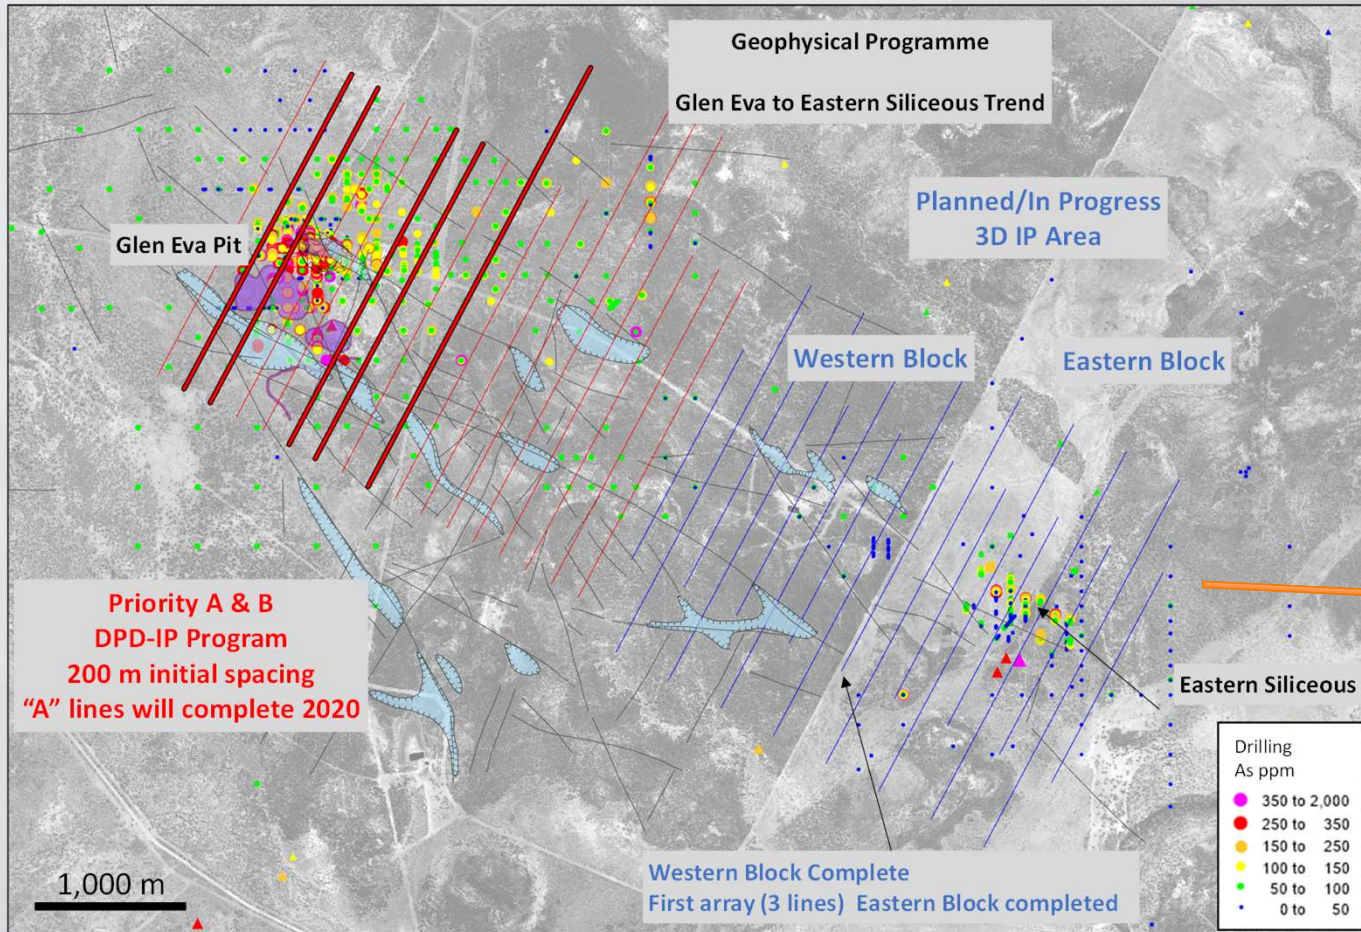 Geophysical Programme
Glen Eva to Eastern Siliceous Trend
Planned/In Progress
3D IP Area
Glen Eva Pit
Western Block
Eastern Block
Priority A & B
DPD-IP Program
200 m initial spacing
“A” lines will complete 2020
Eastern Siliceous
Drilling
As ppm
350 to 2,000
250 to 350
150 to 250
100 to 150
50 to 100
0 to 50
Western Block Complete
First array (3 lines) Eastern Block completed
1,000 m